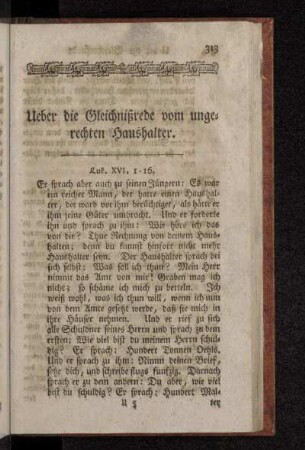 313
Ueber die Gleichnißrede vom unge-
rechten Haushalter.
Luk. XVI, 1-16.
Er sprach aber auch zu seinen Jüngern: Es war
ein reicher Mann, der hatte einen Haushal-
ter, der ward vor ihm berüchtiget, als hätte er
ihm seine Güter umbracht. Und er forderte
ihn und sprach zu ihm: Wie höre ich das
von dir? Thue Rechnung von deinem Haus-
halten; denn du kannst hinfort nicht mehr
Haushalter seyn. Der Haushalter sprach bei
sich selbst: Was soll ich thun? Mein Herr
nimmt das Amt von mir! Graben mag ich
nicht; so schäme ich mich zu betteln. Ich
weiß wohl, was ich thun will, wenn ich nun
von dem Amte gesetzt werde, daß sie mich in
ihre Häuser nehmen. Und er rief zu sich
alle Schuldner seines Herrn und sprach zu dem
ersten: Wie viel bist du meinem Herrn schul-
dig? Er sprach: Hundert Tonnen Oehls.
Und er sprach zu ihm: Nimm deinen Brief,
setze dich, und schreibe flugs funfzig. Darnach
sprach er zu dem andern: Du aber, wie viel
bist du schuldig? Er sprach: Hundert Mal-
U 5 ter